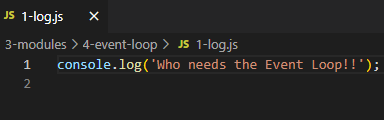 JS 1-log.js
3-modules > 4-event-loop > JS 1-log.js
1 console.log('Who needs the Event Loop!!');
2